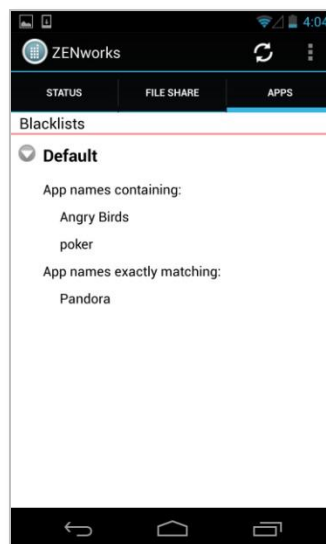 4:04
ZENworks
STATUS FILE SHARE APPS
Blacklists
Default
App names containing:
Angry Birds
poker
App names exactly matching:
Pandora